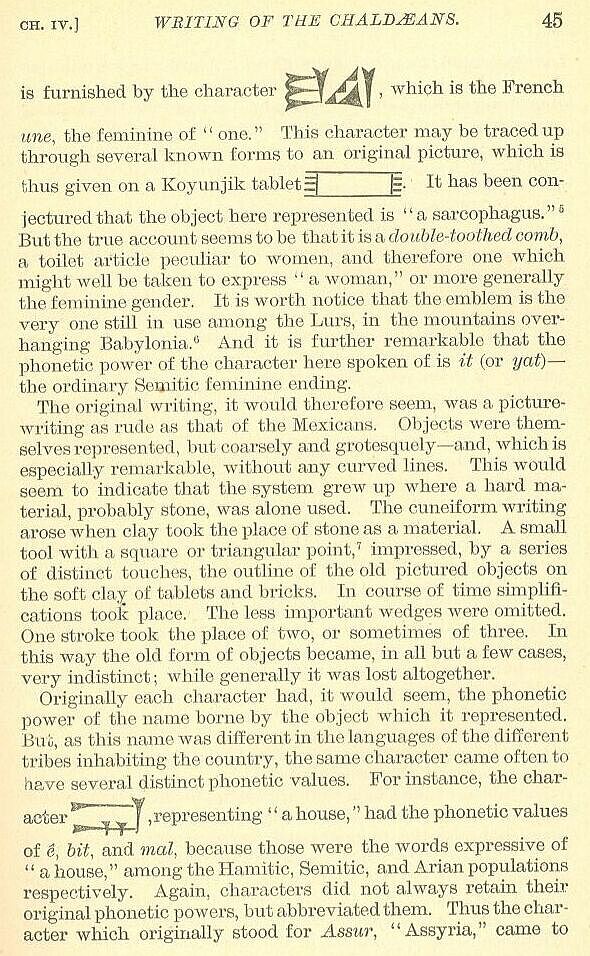 CH. IV.] WRITING OF THE CHALDÆANS. 45
is furnished by the character , which is the French
une, the feminine of “one.” This character may be traced up
through several known forms to an original picture, which is
thus given on a Koyunjik tablet . It has been con-
jectured that the object here represented is “a sarcophagus.”⁵
But the true account seems to be that it is a double-toothed comb,
a toilet article peculiar to women, and therefore one which
might well be taken to express “a woman,” or more generally
the feminine gender. It is worth notice that the emblem is the
very one still in use among the Lurs, in the mountains over-
hanging Babylonia.⁶ And it is further remarkable that the
phonetic power of the character here spoken of is it (or yat)—
the ordinary Semitic feminine ending.
The original writing, it would therefore seem, was a picture-
writing as rude as that of the Mexicans. Objects were them-
selves represented, but coarsely and grotesquely—and, which is
especially remarkable, without any curved lines. This would
seem to indicate that the system grew up where a hard ma-
terial, probably stone, was alone used. The cuneiform writing
arose when clay took the place of stone as a material. A small
tool with a square or triangular point,⁷ impressed, by a series
of distinct touches, the outline of the old pictured objects on
the soft clay of tablets and bricks. In course of time simplifi-
cations took place. The less important wedges were omitted.
One stroke took the place of two, or sometimes of three. In
this way the old form of objects became, in all but a few cases,
very indistinct; while generally it was lost altogether.
Originally each character had, it would seem, the phonetic
power of the name borne by the object which it represented.
But, as this name was different in the languages of the different
tribes inhabiting the country, the same character came often to
have several distinct phonetic values. For instance, the char-
acter , representing “a house,” had the phonetic values
of é, bit, and mal, because those were the words expressive of
“a house,” among the Hamitic, Semitic, and Arian populations
respectively. Again, characters did not always retain their
original phonetic powers, but abbreviated them. Thus the char-
acter which originally stood for Assur, “Assyria,” came to